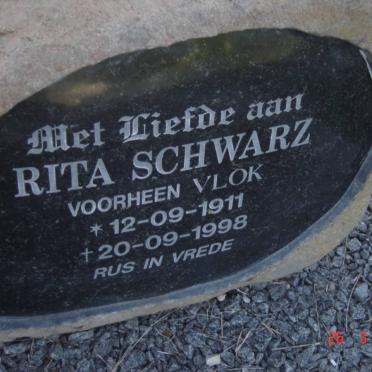 Met Liefde aan
RITA SCHWARZ
VOORHEEN VLOK
* 12-09-1911
† 20-09-1998
RUS IN VREDE